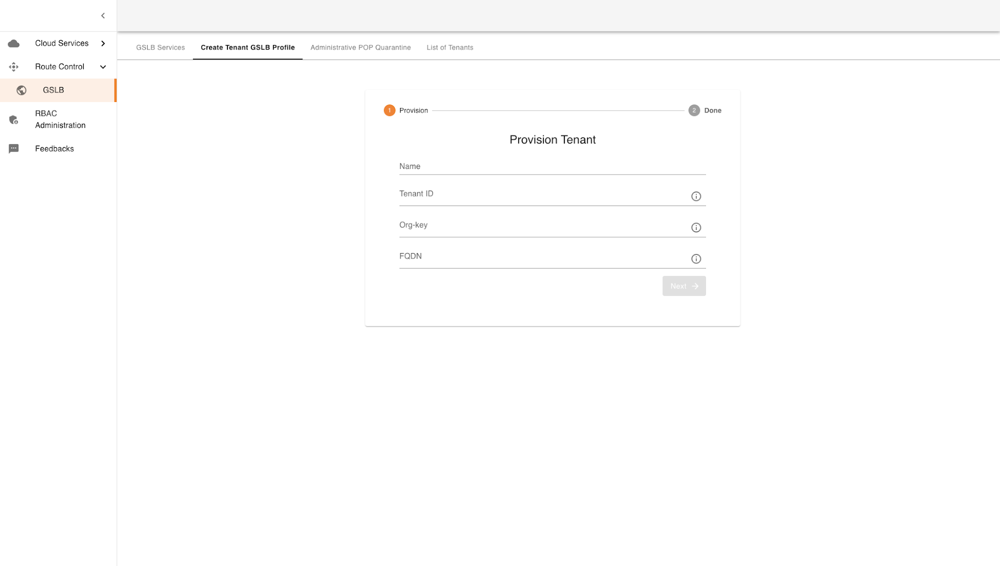 Cloud Services
Route Control
GSLB
RBAC
Administration
Feedbacks
GSLB Services
Create Tenant GSLB Profile
Administrative POP Quarantine
List of Tenants
1 Provision
2 Done
Provision Tenant
Name
Tenant ID
Org-key
FQDN
Next